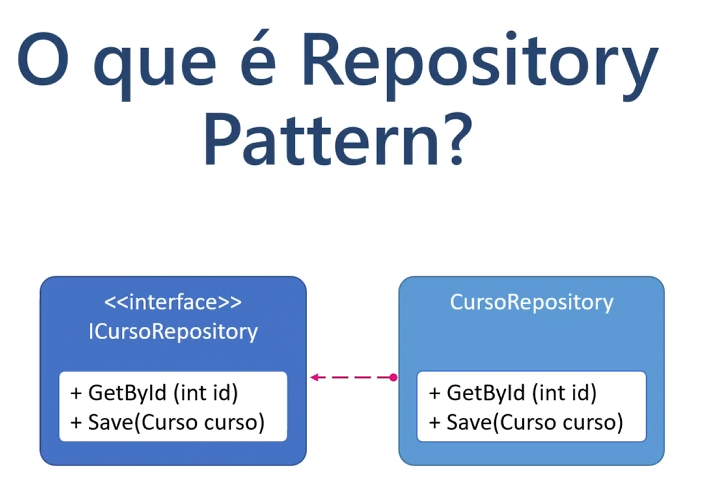 O que é Repository
Pattern?
<<interface>>
ICursoRepository
+ GetById (int id)
+ Save(Curso curso)
CursoRepository
+ GetById (int id)
+ Save(Curso curso)